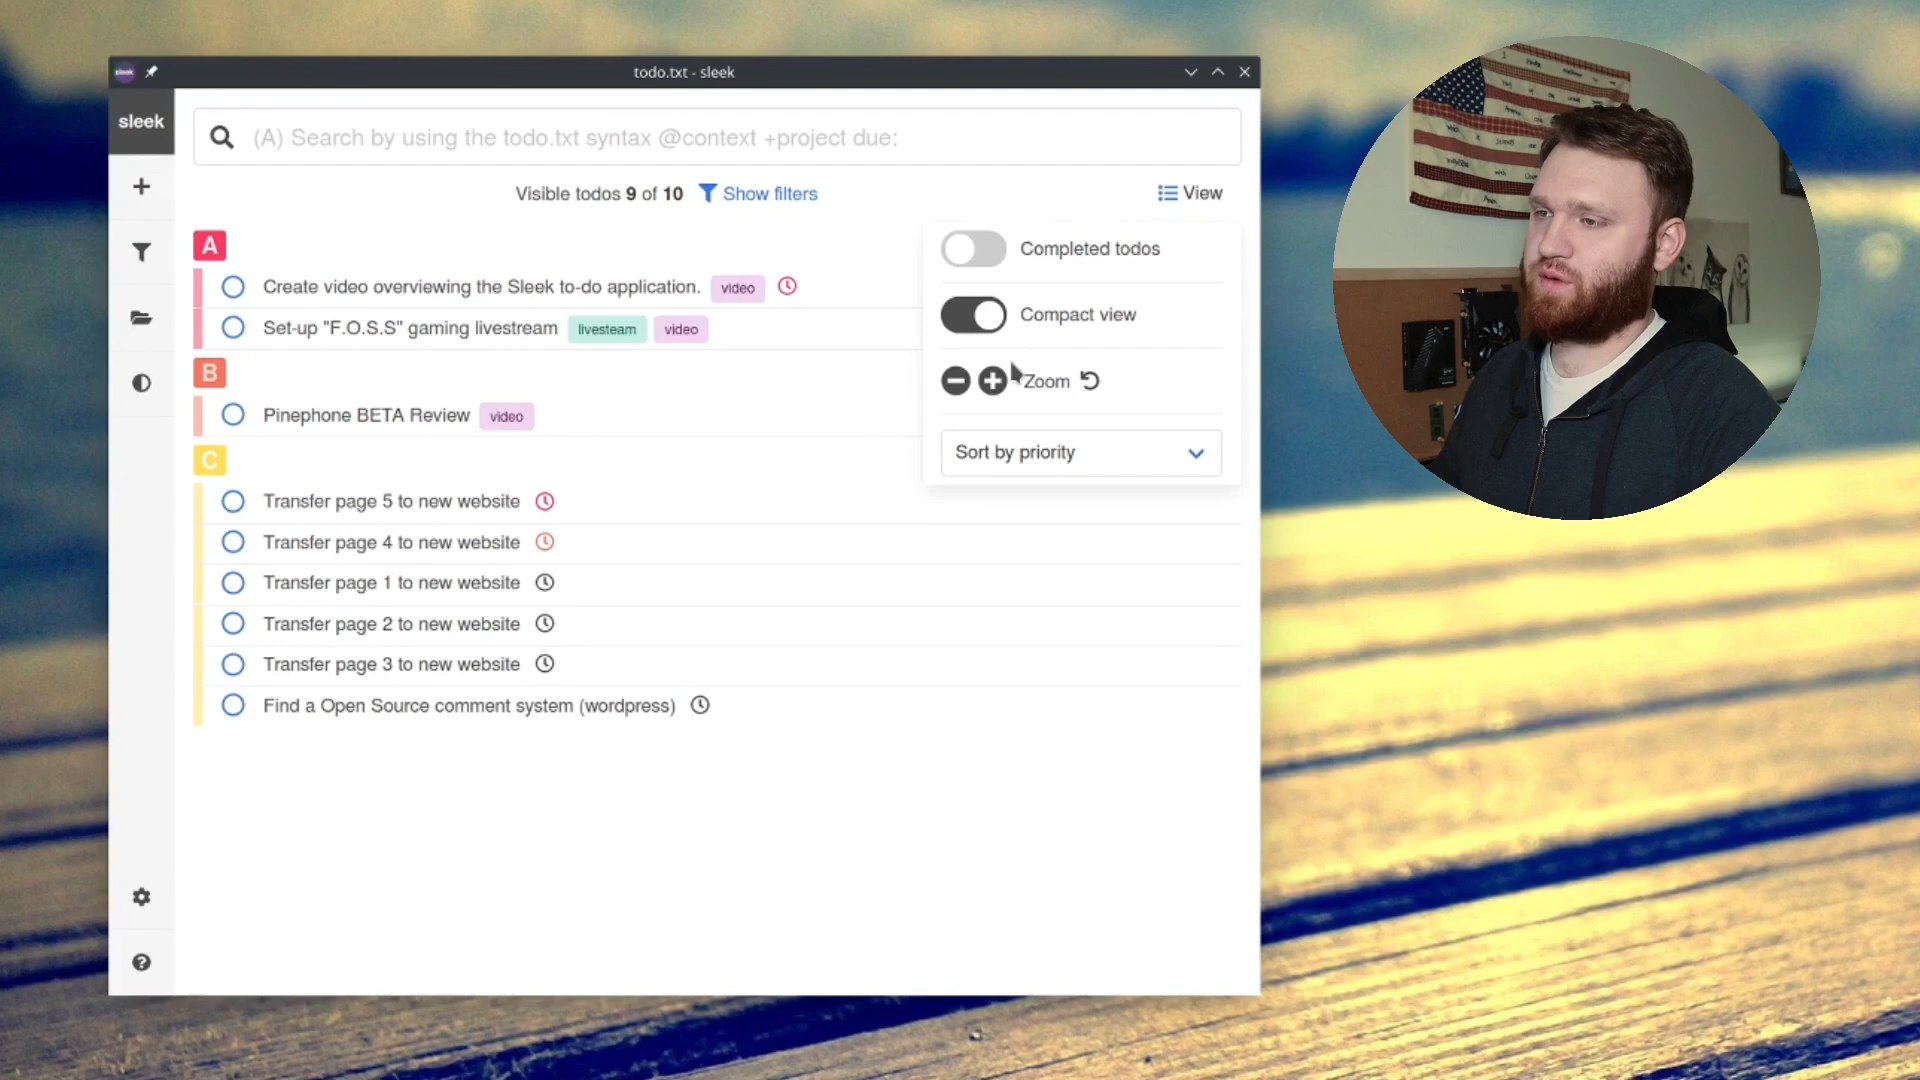 todo.txt - sleek
sleek
(A) Search by using the todo.txt syntax @context +project due:
Visible todos 9 of 10 Show filters
View
Completed todos
Compact view
Zoom
Sort by priority
A
Create video overviewing the Sleek to-do application. video
Set-up "F.O.S.S" gaming livestream livesteam video
B
Pinephone BETA Review video
C
Transfer page 5 to new website
Transfer page 4 to new website
Transfer page 1 to new website
Transfer page 2 to new website
Transfer page 3 to new website
Find a Open Source comment system (wordpress)